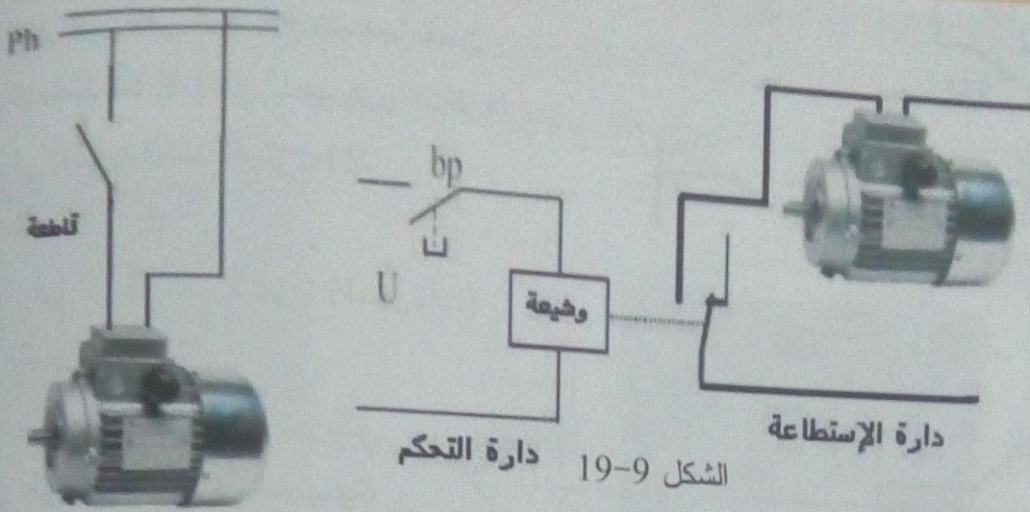 Ph
قاطعة
bp
U
وشيعة
دارة التحكم
دارة الإستطاعة
الشكل 9-19